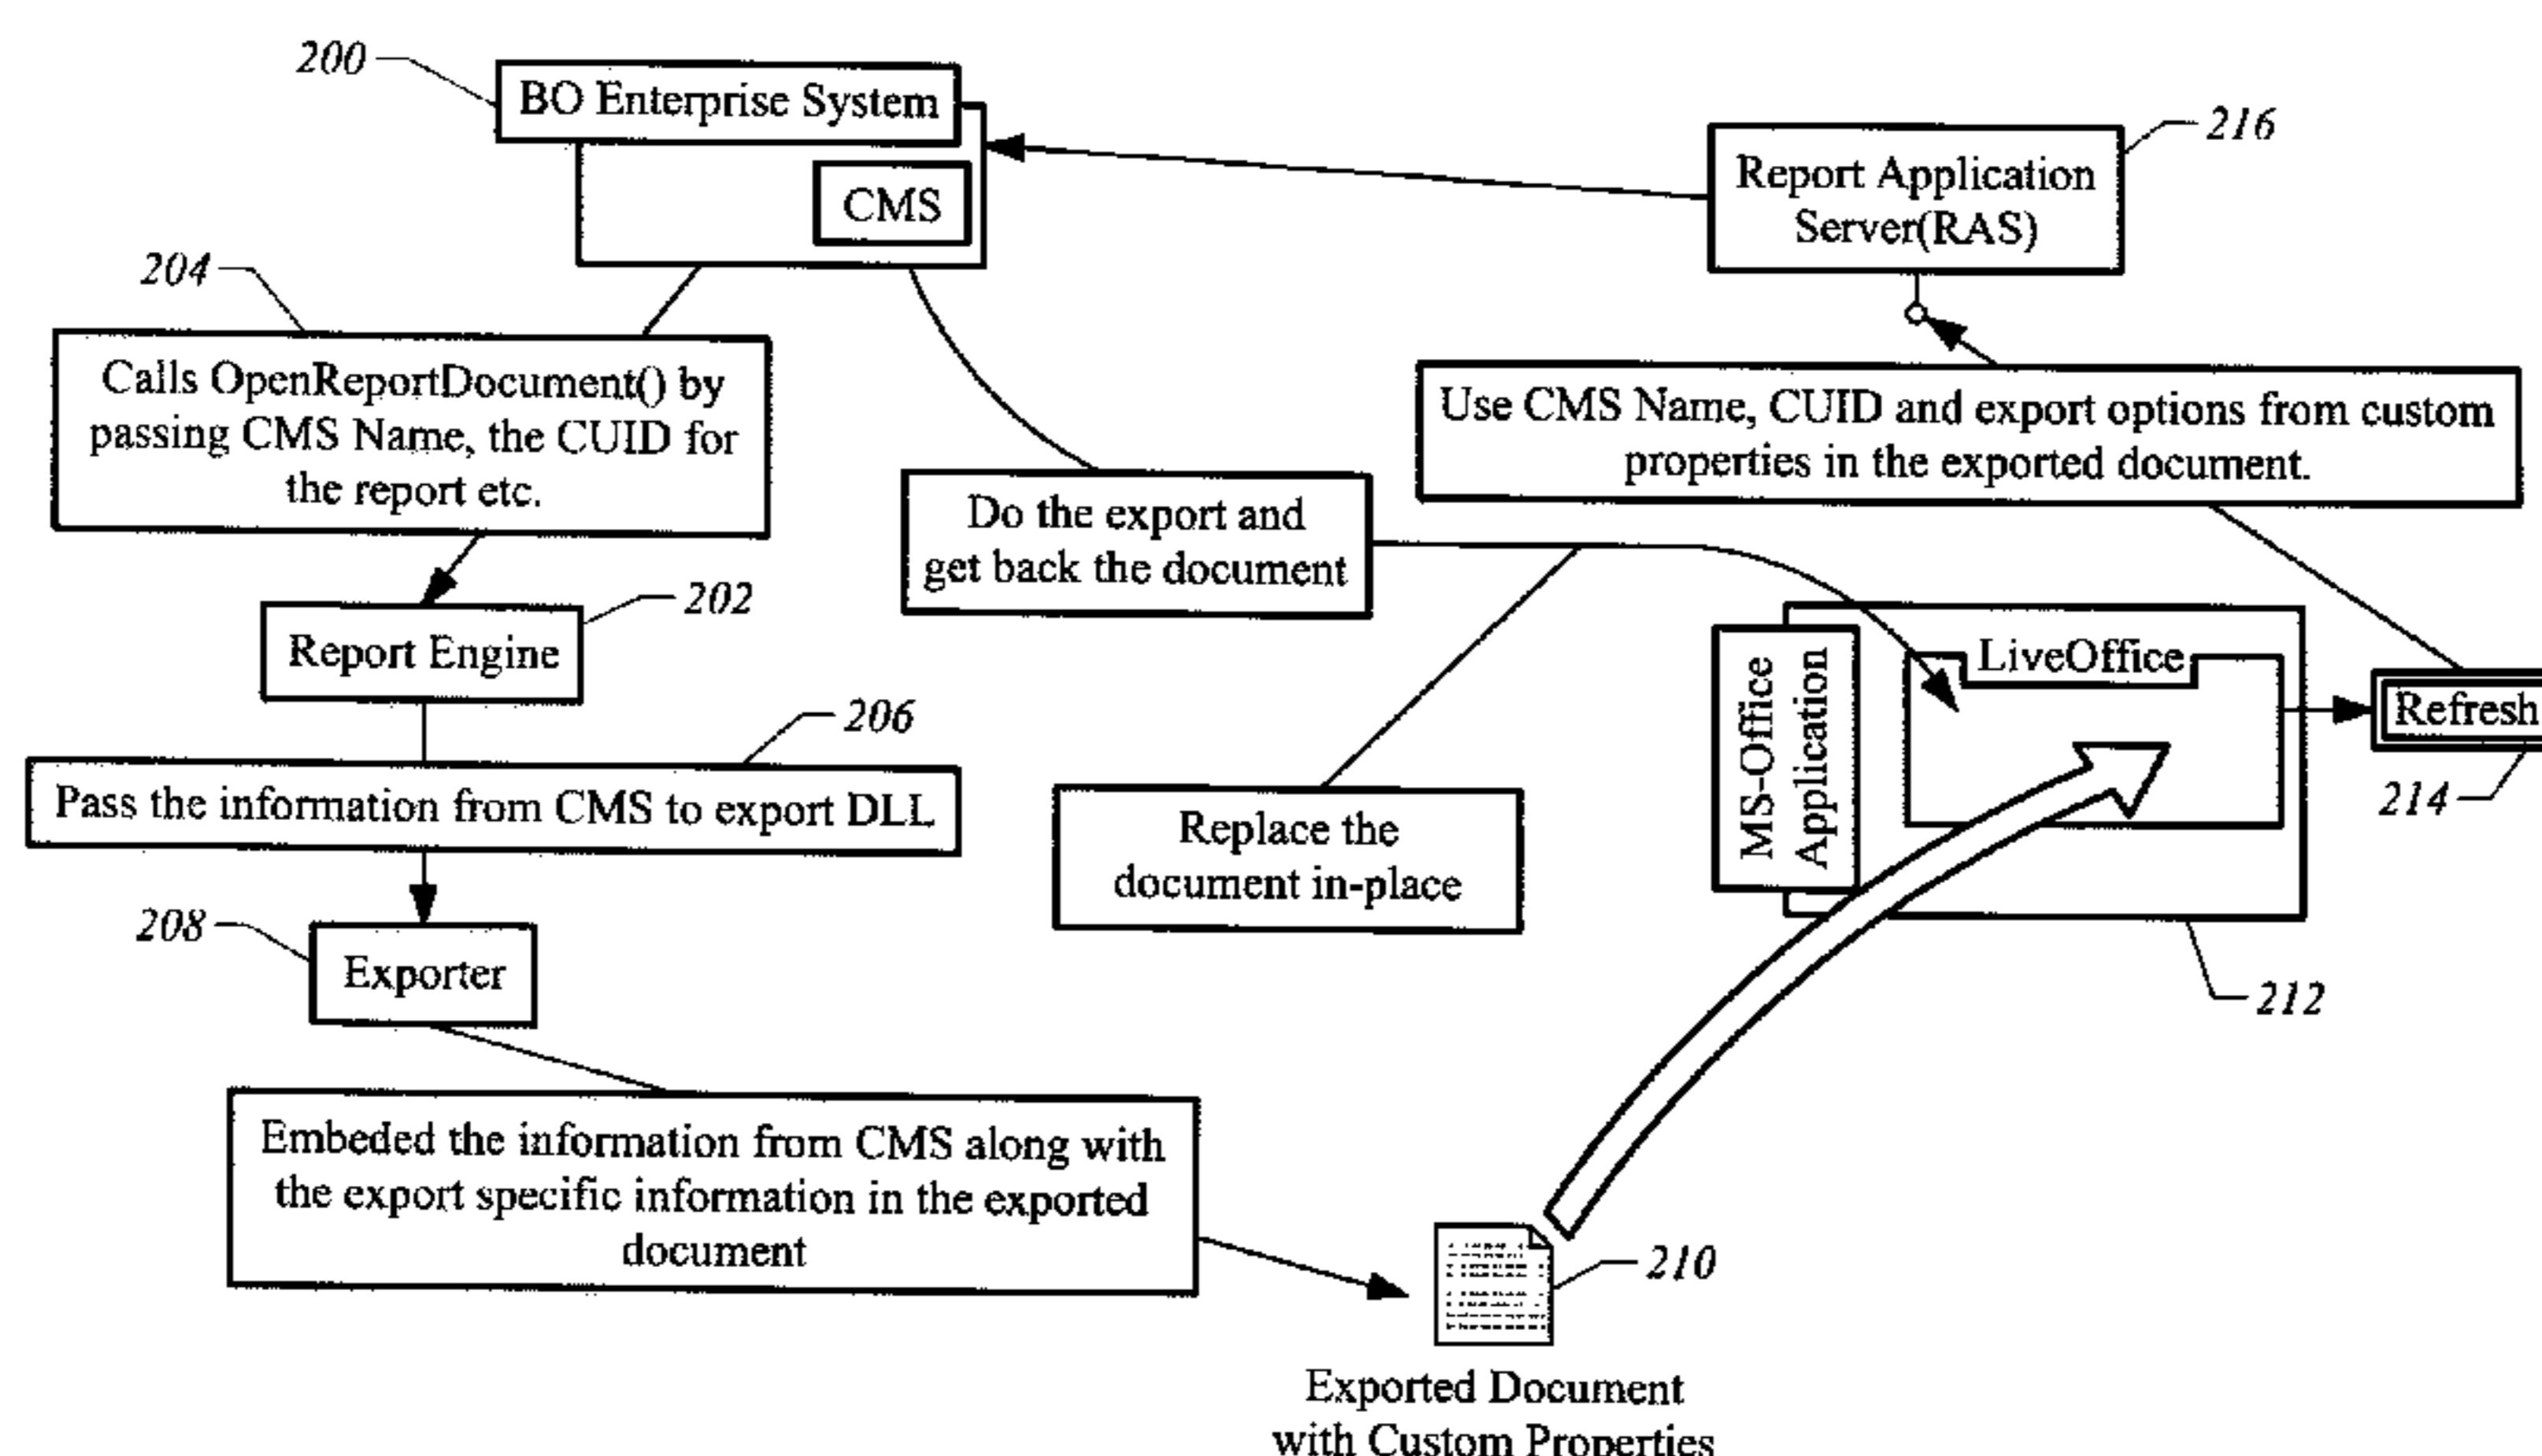 200
BO Enterprise System
CMS
216
Report Application
Server(RAS)
204
Calls OpenReportDocument() by
passing CMS Name, the CUID for
the report etc.
Use CMS Name, CUID and export options from custom
properties in the exported document.
Do the export and
get back the document
202
Report Engine
MS-Office
Application
LiveOffice
Refresh
214
206
Pass the information from CMS to export DLL
Replace the
document in-place
208
Exporter
212
Embeded the information from CMS along with
the export specific information in the exported
document
210
Exported Document
with Custom Properties